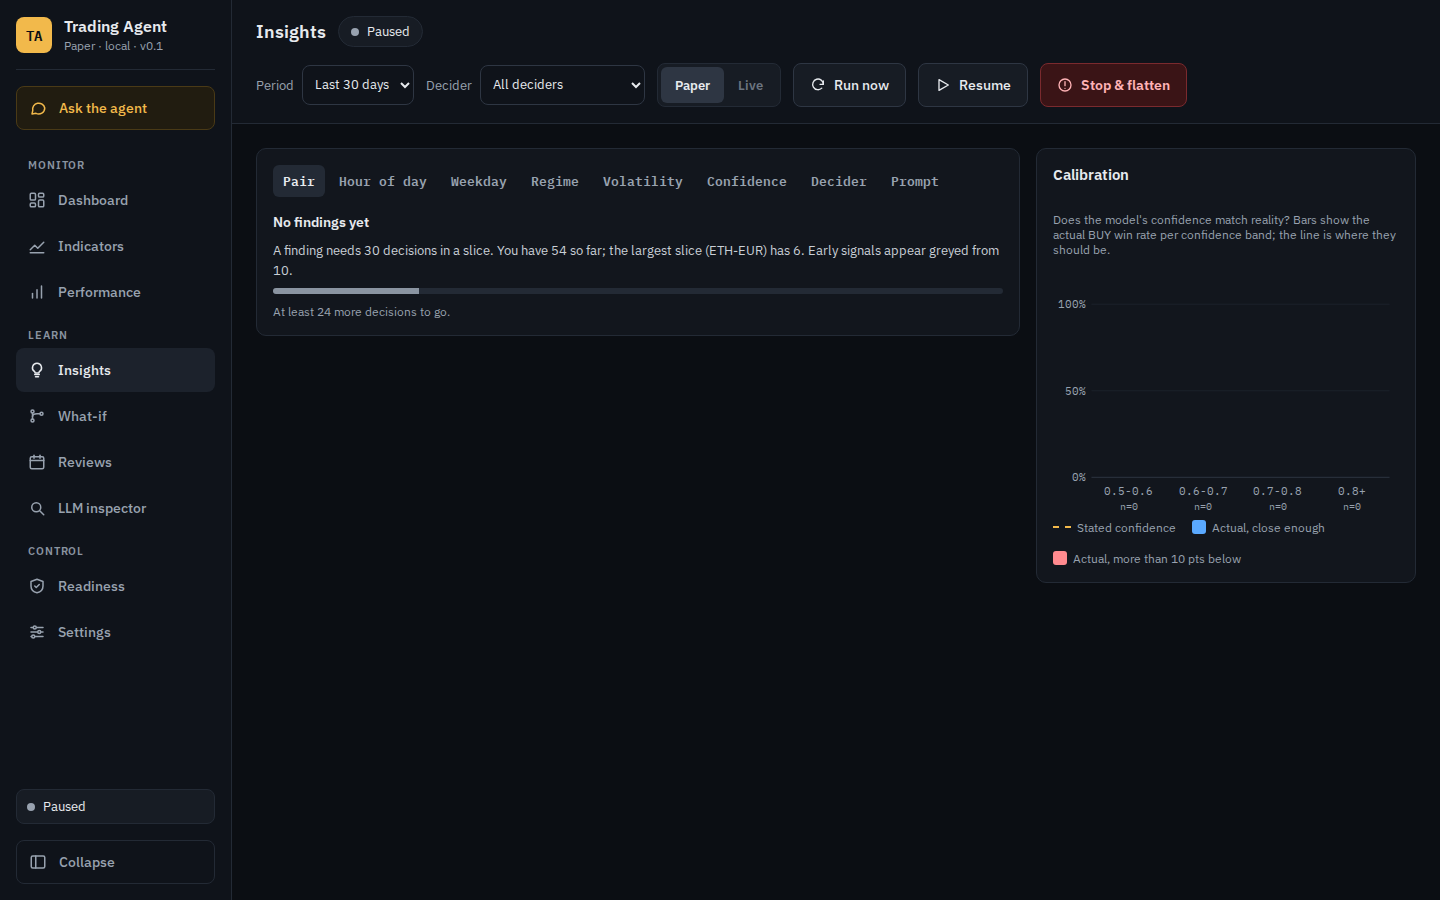 TA
Trading Agent
Paper · local · v0.1
Ask the agent
MONITOR
Dashboard
Indicators
Performance
LEARN
Insights
What-if
Reviews
LLM inspector
CONTROL
Readiness
Settings
Paused
Collapse
Insights
Paused
Period
Last 30 days
Decider
All deciders
Paper
Live
Run now
Resume
Stop & flatten
Pair
Hour of day
Weekday
Regime
Volatility
Confidence
Decider
Prompt
No findings yet
A finding needs 30 decisions in a slice. You have 54 so far; the largest slice (ETH-EUR) has 6. Early signals appear greyed from
10.
At least 24 more decisions to go.
Calibration
Does the model's confidence match reality? Bars show the
actual BUY win rate per confidence band; the line is where they
should be.
100%
50%
0%
0.5-0.6
0.6-0.7
0.7-0.8
0.8+
n=0
n=0
n=0
n=0
Stated confidence
Actual, close enough
Actual, more than 10 pts below